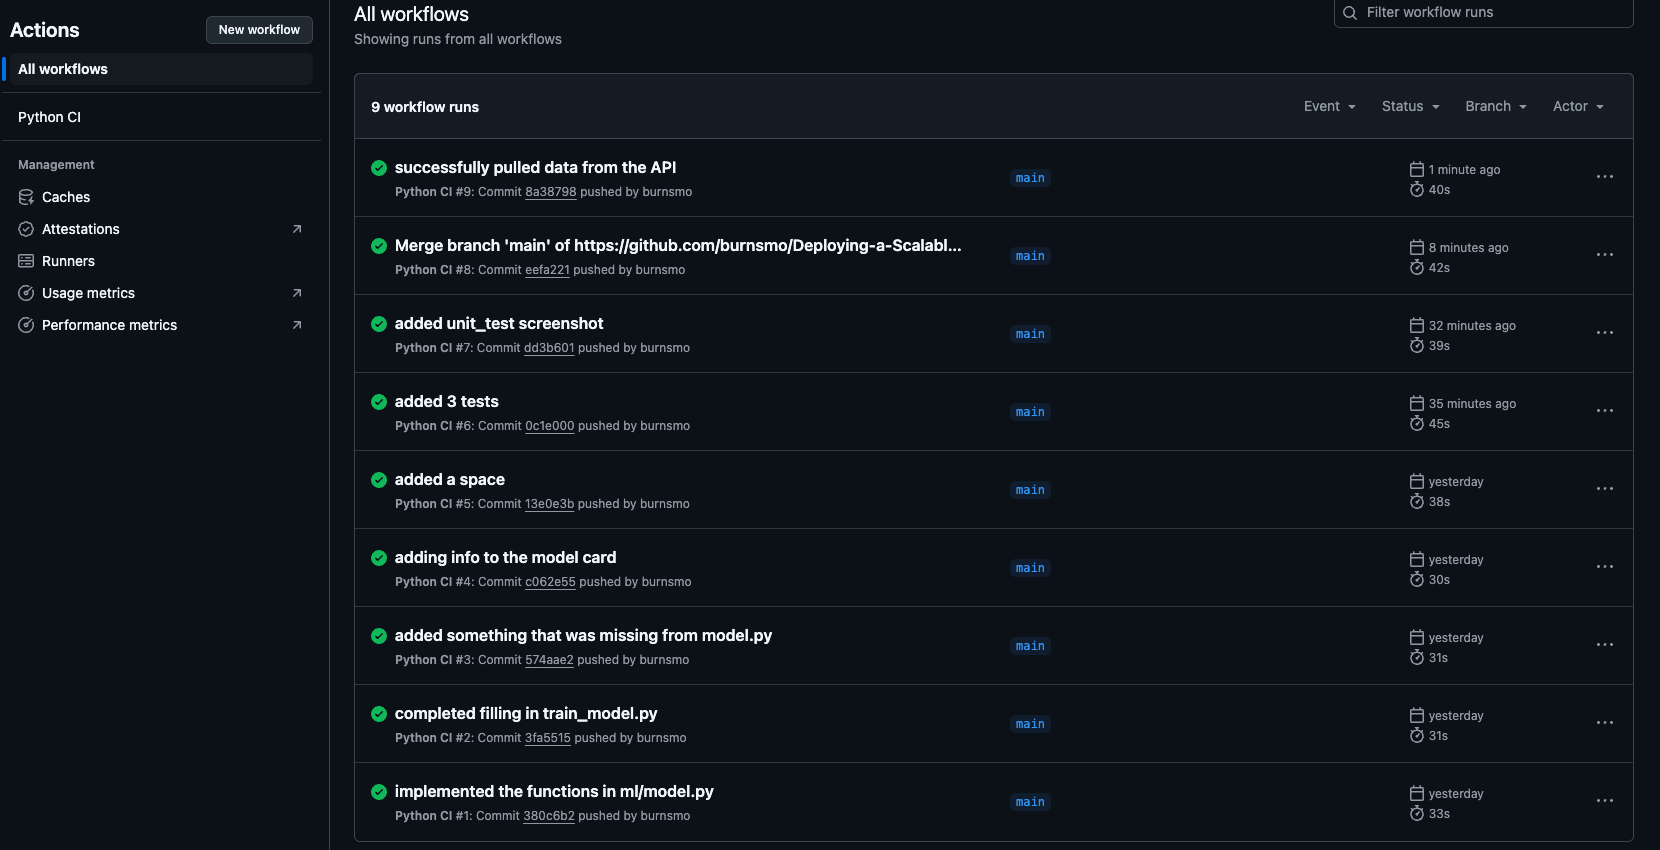 Actions
New workflow
All workflows
Python CI
Management
Caches
Attestations
Runners
Usage metrics
Performance metrics
All workflows
Showing runs from all workflows
Filter workflow runs
9 workflow runs
Event Status Branch Actor
successfully pulled data from the API
Python CI #9: Commit 8a38798 pushed by burnsmo
main
1 minute ago
40s
Merge branch 'main' of https://github.com/burnsmo/Deploying-a-Scalabl...
Python CI #8: Commit eefa221 pushed by burnsmo
main
8 minutes ago
42s
added unit_test screenshot
Python CI #7: Commit dd3b601 pushed by burnsmo
main
32 minutes ago
39s
added 3 tests
Python CI #6: Commit 0c1e000 pushed by burnsmo
main
35 minutes ago
45s
added a space
Python CI #5: Commit 13e0e3b pushed by burnsmo
main
yesterday
38s
adding info to the model card
Python CI #4: Commit c062e55 pushed by burnsmo
main
yesterday
30s
added something that was missing from model.py
Python CI #3: Commit 574aae2 pushed by burnsmo
main
yesterday
31s
completed filling in train_model.py
Python CI #2: Commit 3fa5515 pushed by burnsmo
main
yesterday
31s
implemented the functions in ml/model.py
Python CI #1: Commit 380c6b2 pushed by burnsmo
main
yesterday
33s